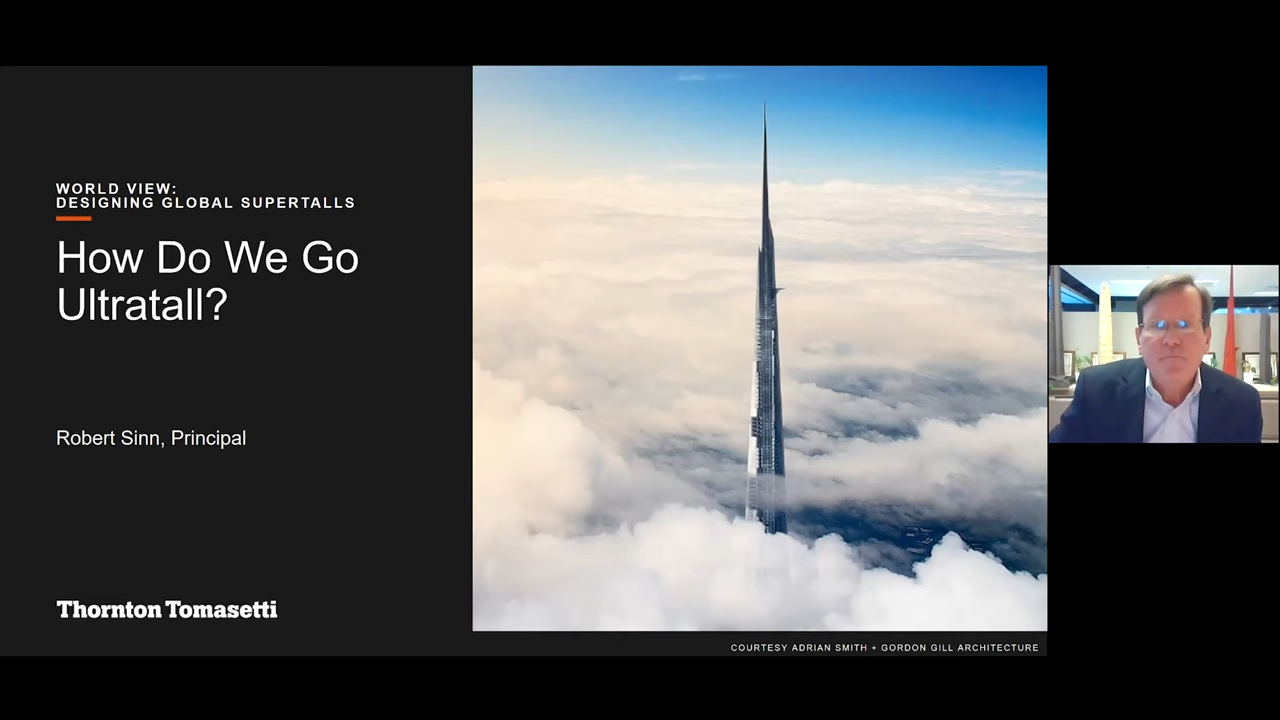 WORLD VIEW:
DESIGNING GLOBAL SUPERTALLS
How Do We Go
Ultratall?
Robert Sinn, Principal
Thornton Tomasetti
COURTESY ADRIAN SMITH + GORDON GILL ARCHITECTURE